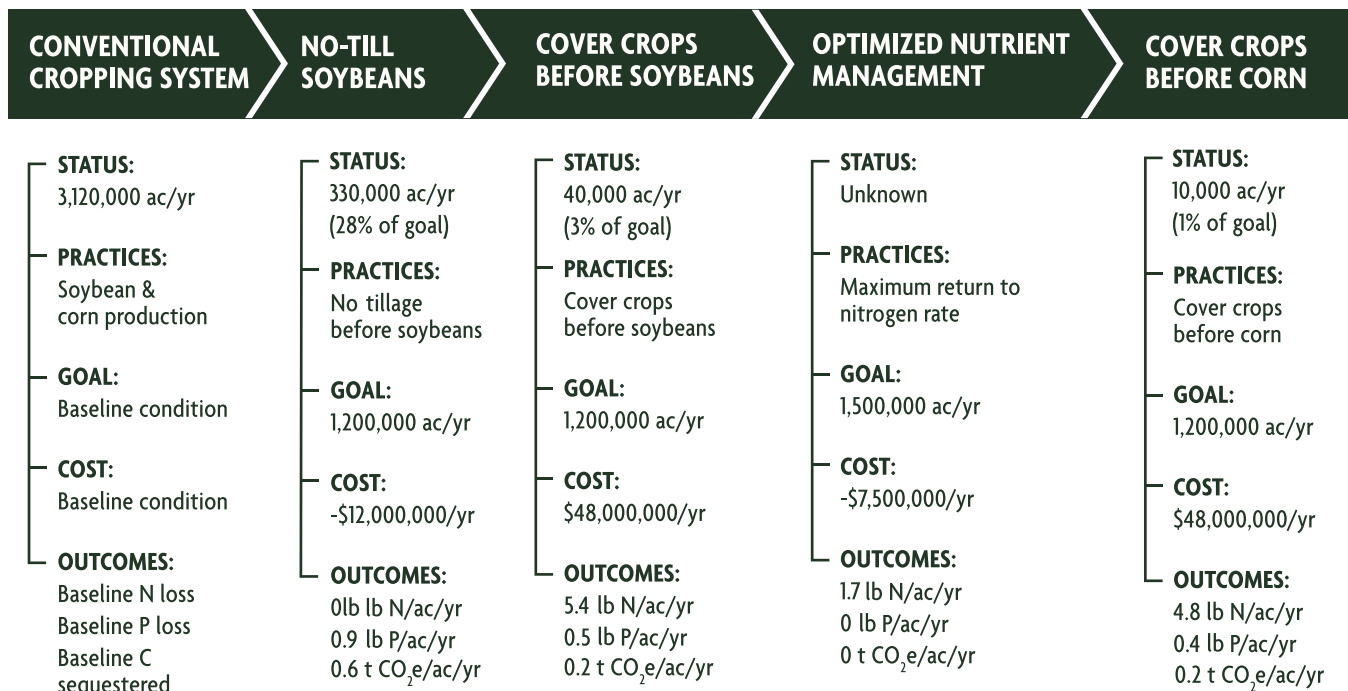 CONVENTIONAL
CROPPING SYSTEM
NO-TILL
SOYBEANS
COVER CROPS
BEFORE SOYBEANS
OPTIMIZED NUTRIENT
MANAGEMENT
COVER CROPS
BEFORE CORN
STATUS:
3,120,000 ac/yr
PRACTICES:
Soybean &
corn production
GOAL:
Baseline condition
COST:
Baseline condition
OUTCOMES:
Baseline N loss
Baseline P loss
Baseline C
sequestered
STATUS:
330,000 ac/yr
(28% of goal)
PRACTICES:
No tillage
before soybeans
GOAL:
1,200,000 ac/yr
COST:
-$12,000,000/yr
OUTCOMES:
0lb lb N/ac/yr
0.9 lb P/ac/yr
0.6 t CO₂e/ac/yr
STATUS:
40,000 ac/yr
(3% of goal)
PRACTICES:
Cover crops
before soybeans
GOAL:
1,200,000 ac/yr
COST:
$48,000,000/yr
OUTCOMES:
5.4 lb N/ac/yr
0.5 lb P/ac/yr
0.2 t CO₂e/ac/yr
STATUS:
Unknown
PRACTICES:
Maximum return to
nitrogen rate
GOAL:
1,500,000 ac/yr
COST:
-$7,500,000/yr
OUTCOMES:
1.7 lb N/ac/yr
0 lb P/ac/yr
0 t CO₂e/ac/yr
STATUS:
10,000 ac/yr
(1% of goal)
PRACTICES:
Cover crops
before corn
GOAL:
1,200,000 ac/yr
COST:
$48,000,000/yr
OUTCOMES:
4.8 lb N/ac/yr
0.4 lb P/ac/yr
0.2 t CO₂e/ac/yr